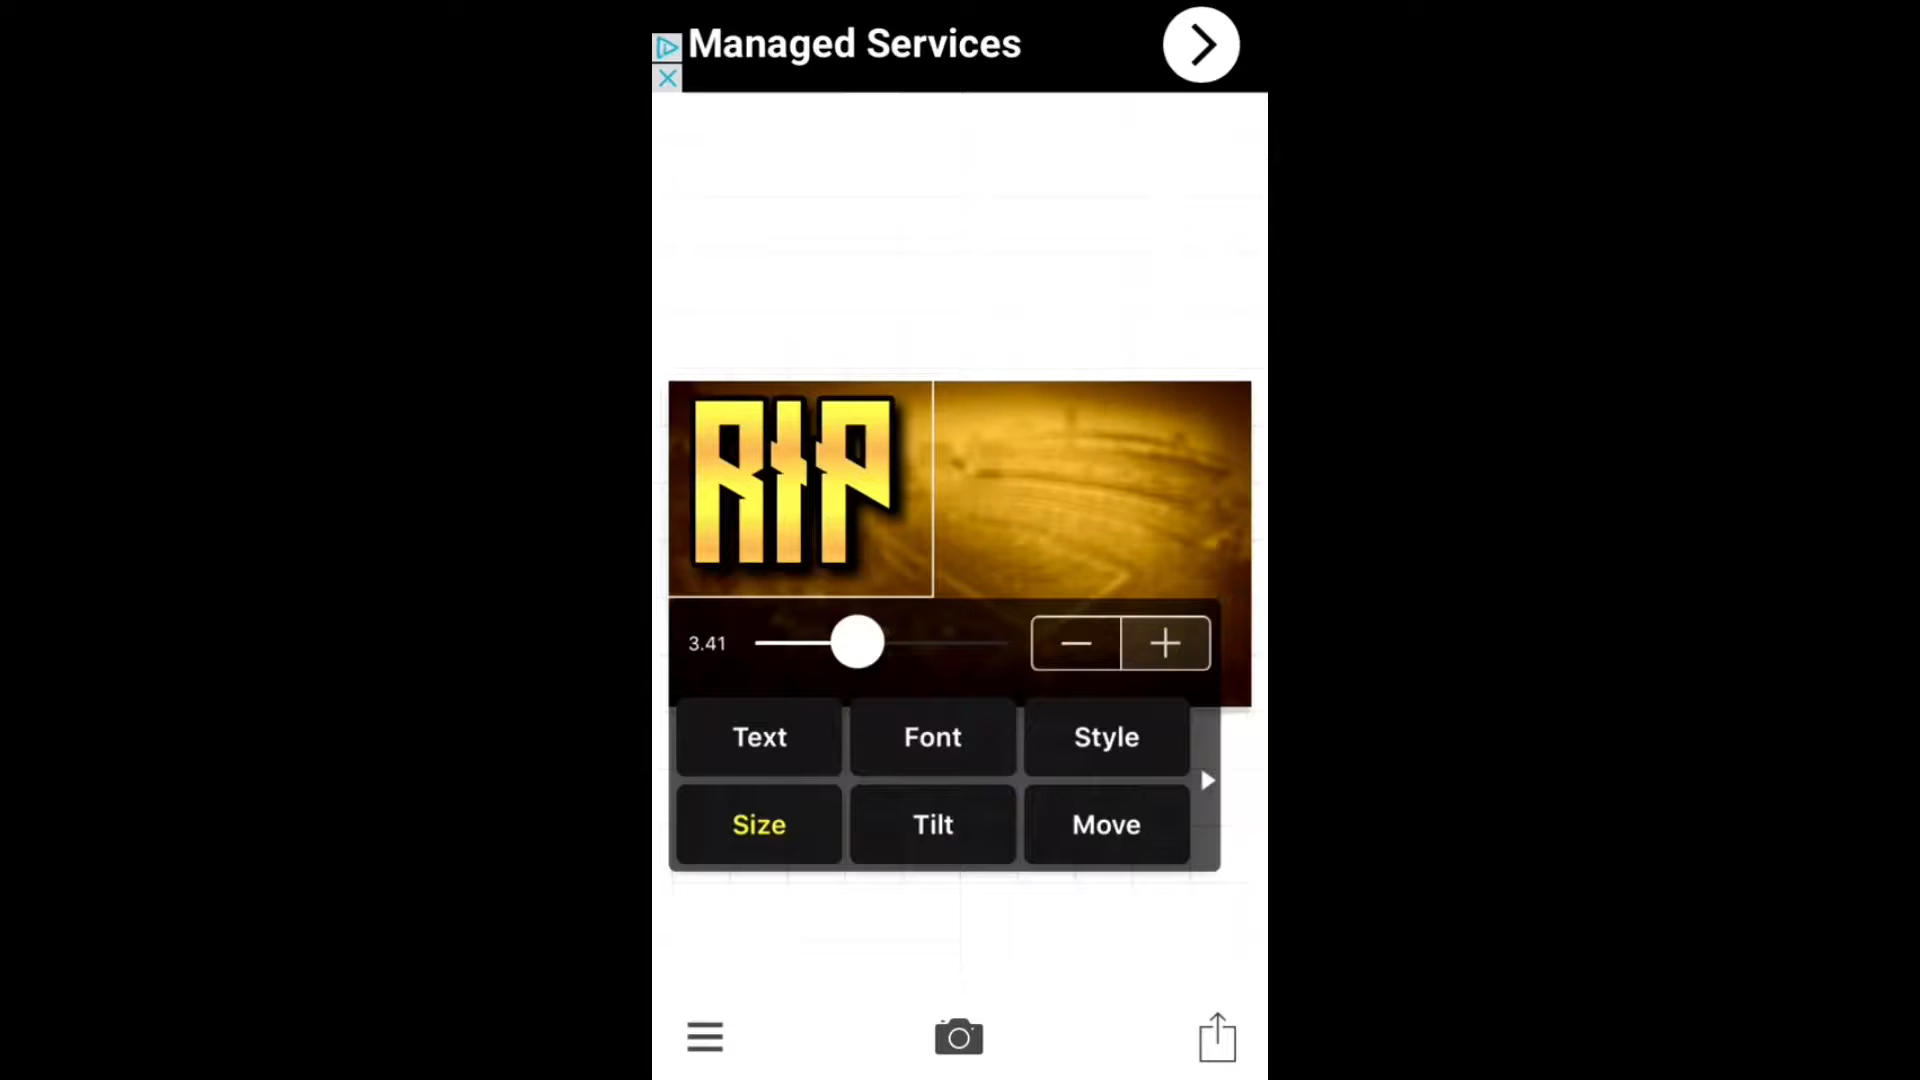 Managed Services
RIP
3.41
Text Font Style
Size Tilt Move